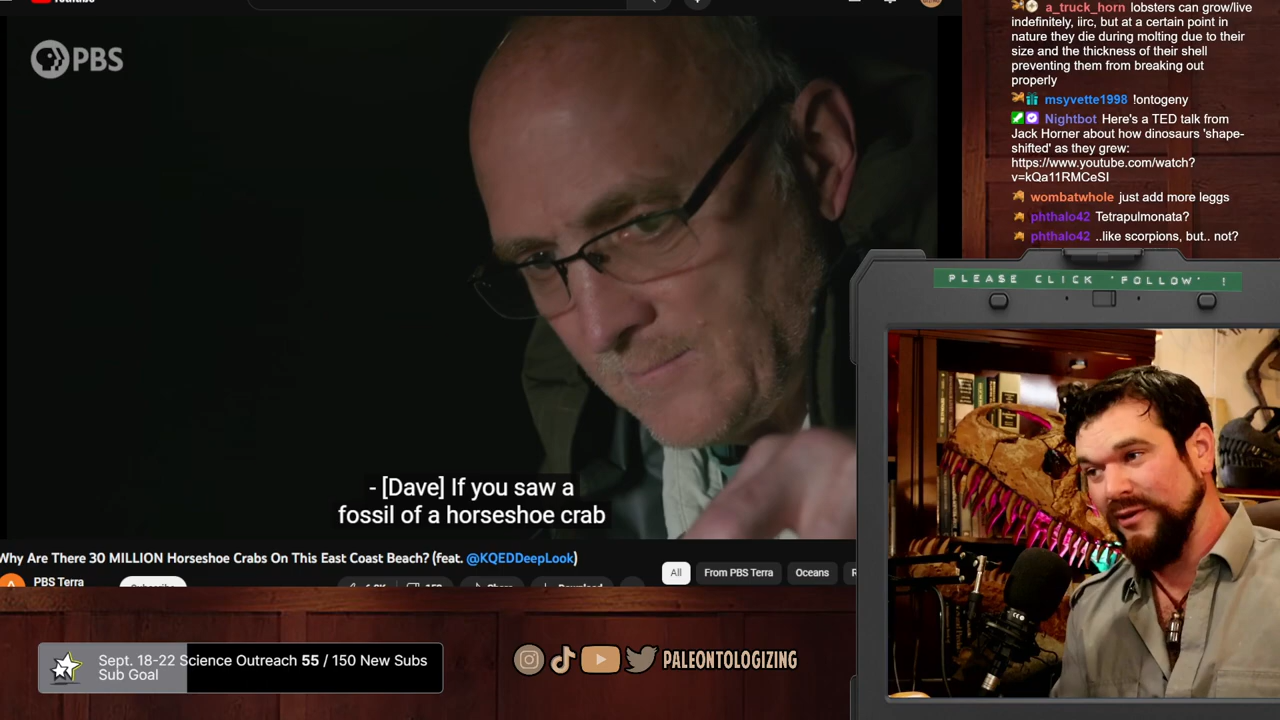 PBS
- [Dave] If you saw a
fossil of a horseshoe crab
Why Are There 30 MILLION Horseshoe Crabs On This East Coast Beach? (feat. @KQEDDeepLook)
PBS Terra
Subscribe
Share
Download
All
From PBS Terra
Oceans
a_truck_horn lobsters can grow/live
indefinitely, iirc, but at a certain point in
nature they die during molting due to their
size and the thickness of their shell
preventing them from breaking out
properly
msyvette1998 !ontogeny
Nightbot Here's a TED talk from
Jack Horner about how dinosaurs 'shape-
shifted' as they grew:
https://www.youtube.com/watch?
v=kQa11RMCeSI
wombatwhole just add more leggs
phthalo42 Tetrapulmonata?
phthalo42 ..like scorpions, but.. not?
PLEASE CLICK 'FOLLOW' !
Sept. 18-22 Science Outreach 55 / 150 New Subs
Sub Goal
PALEONTOLOGIZING